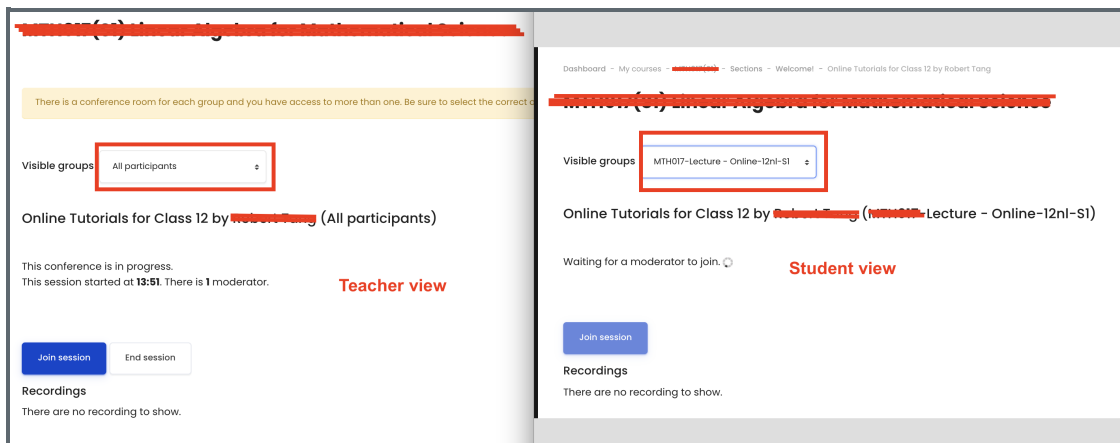 There is a conference room for each group and you have access to more than one. Be sure to select the correct
Visible groups All participants
Online Tutorials for Class 12 by (All participants)
This conference is in progress.
This session started at 13:51. There is 1 moderator.
Teacher view
Join session End session
Recordings
There are no recording to show.
Dashboard - My courses - - Sections - Welcome! - Online Tutorials for Class 12 by Robert Tang
Visible groups MTH017-Lecture - Online-12nl-S1
Online Tutorials for Class 12 by ( -Lecture - Online-12nl-S1)
Waiting for a moderator to join.
Student view
Join session
Recordings
There are no recording to show.